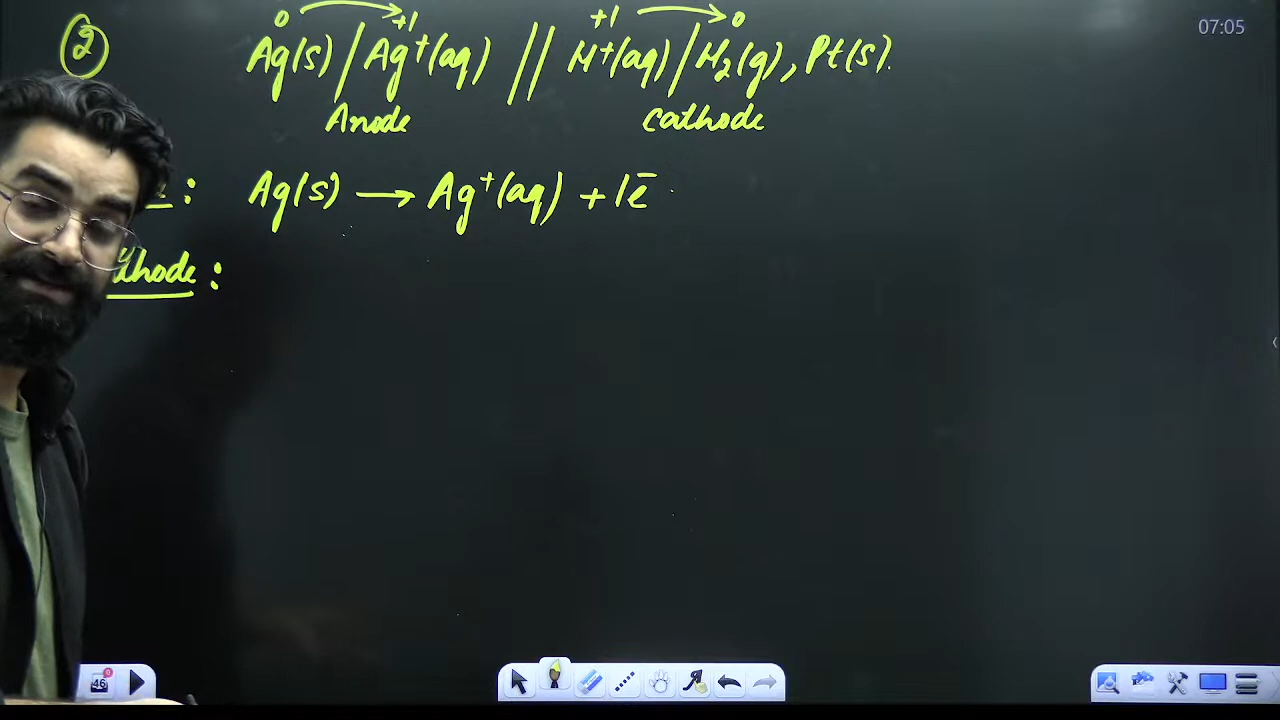 07:05
0 +1 +1 0
② Ag(s) / Ag⁺(aq) // H⁺(aq) / H₂(g), Pt(s).
Anode cathode
: Ag(s) → Ag⁺(aq) + 1e⁻
thode :
46